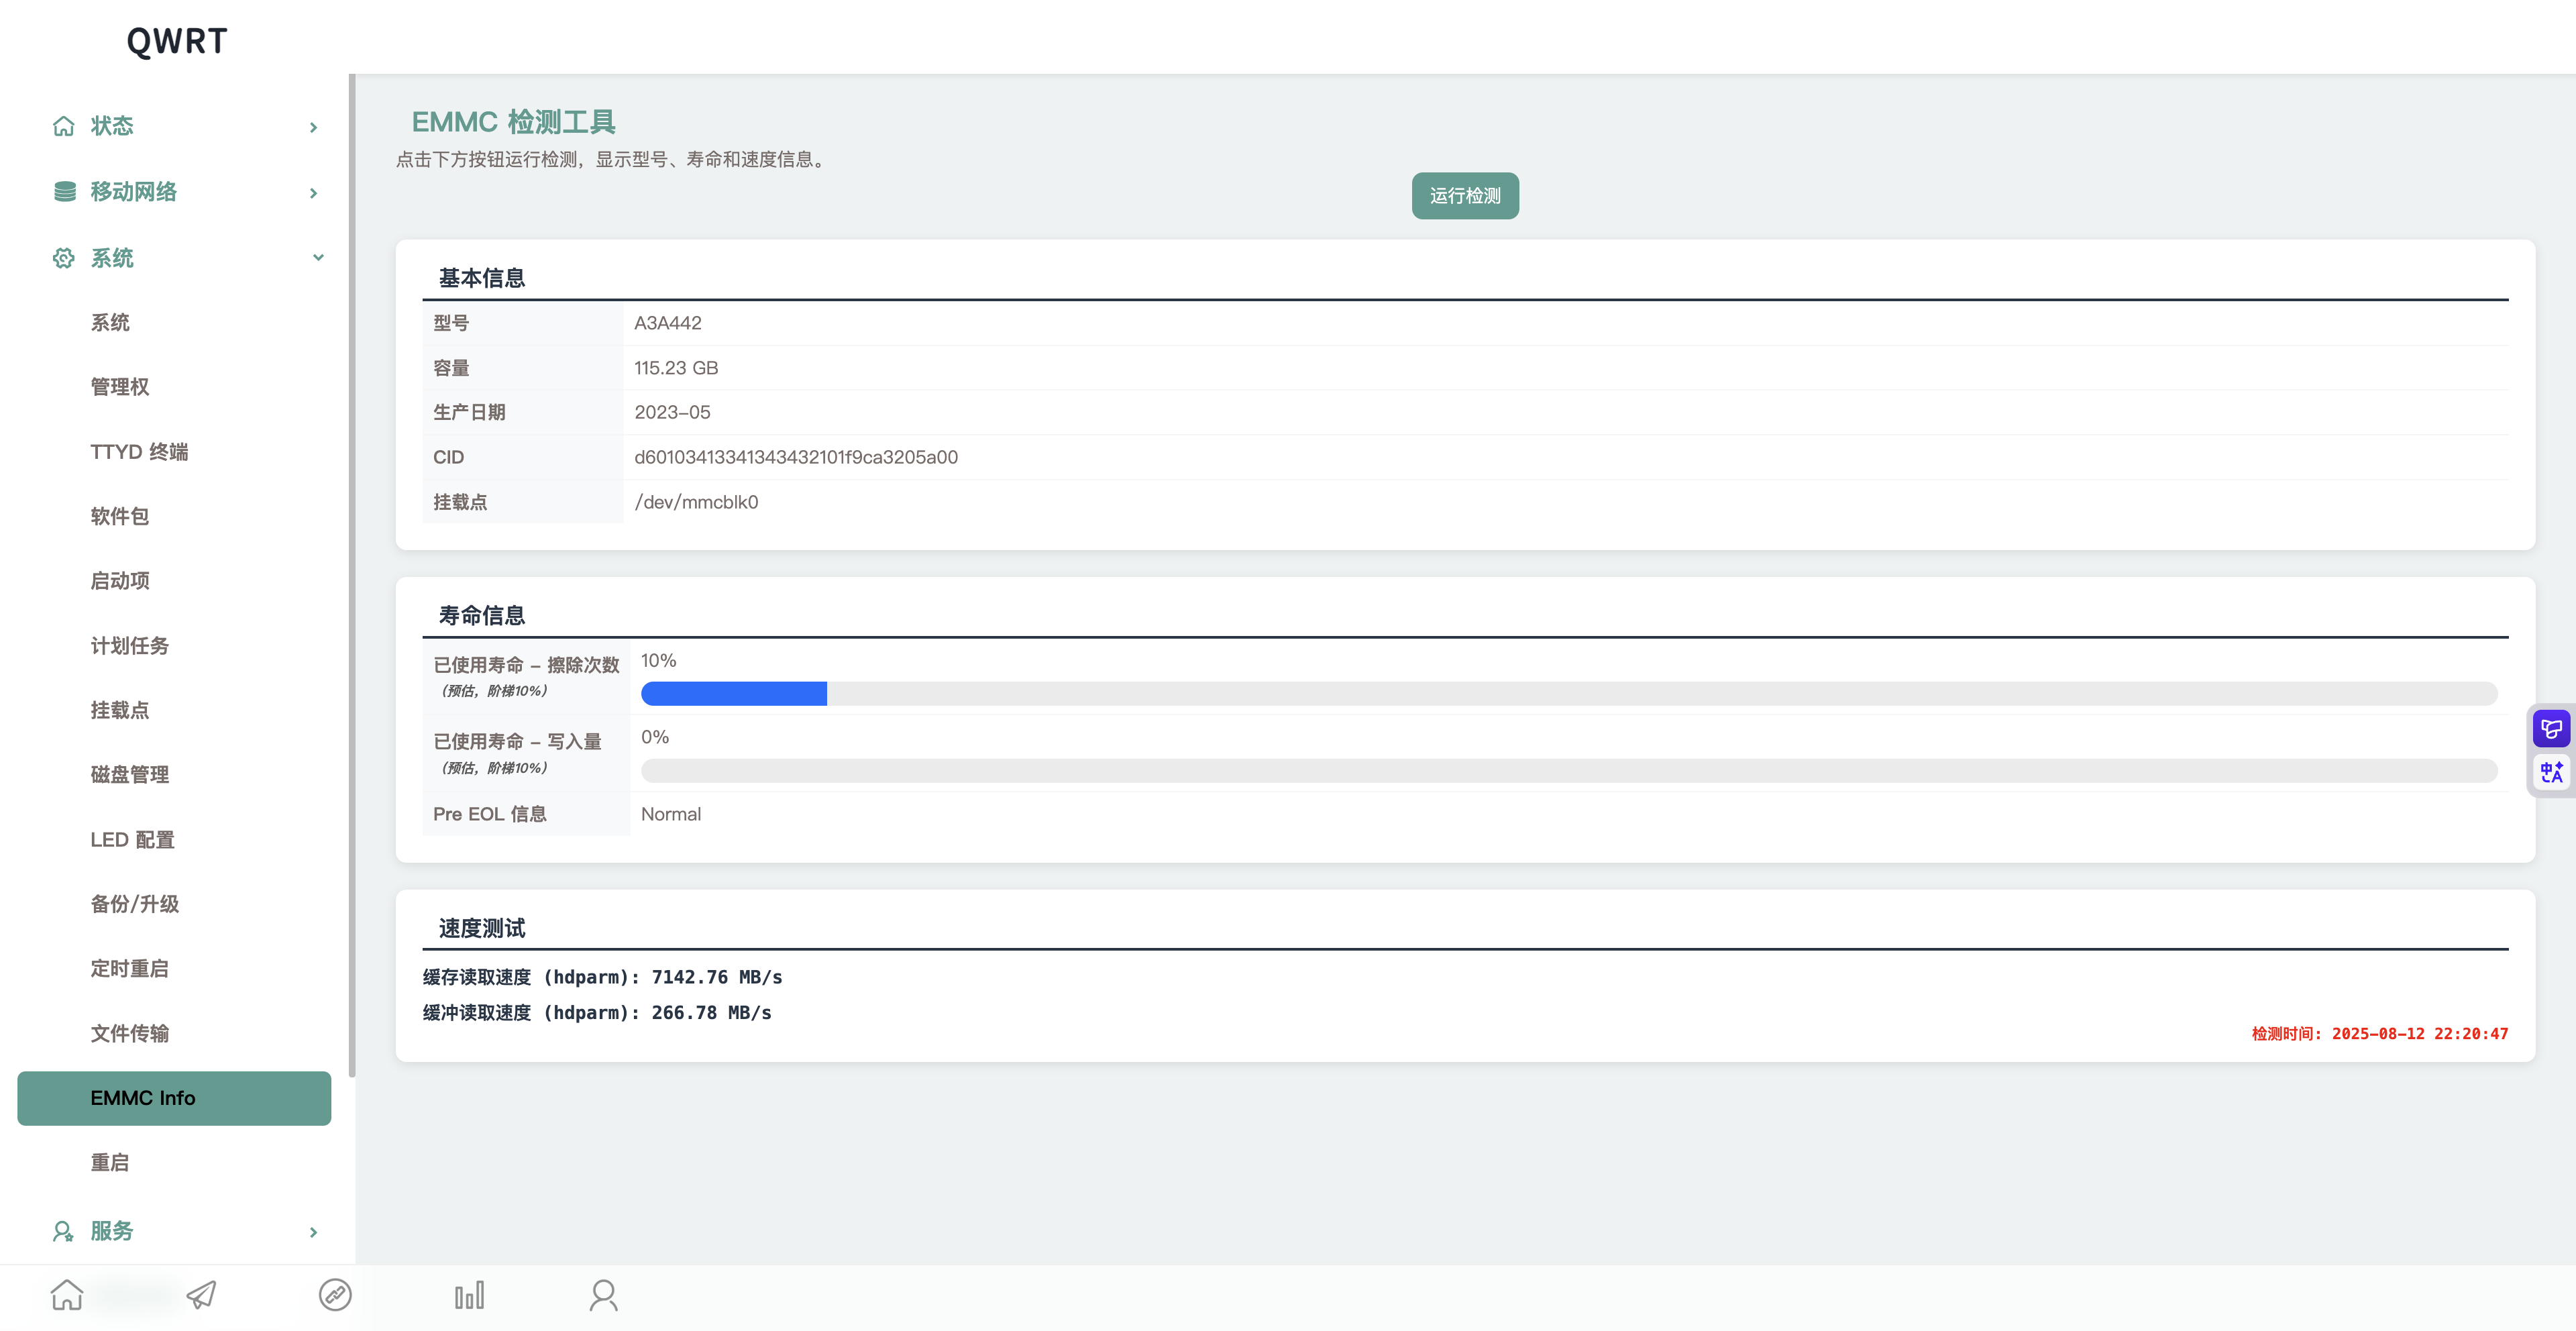 QWRT
状态
移动网络
系统
系统
管理权
TTYD 终端
软件包
启动项
计划任务
挂载点
磁盘管理
LED 配置
备份/升级
定时重启
文件传输
EMMC Info
重启
服务
EMMC 检测工具
点击下方按钮运行检测，显示型号、寿命和速度信息。
运行检测
基本信息
型号 A3A442
容量 115.23 GB
生产日期 2023-05
CID d60103413341343432101f9ca3205a00
挂载点 /dev/mmcblk0
寿命信息
已使用寿命 - 擦除次数 10%
（预估，阶梯10%）
已使用寿命 - 写入量 0%
（预估，阶梯10%）
Pre EOL 信息 Normal
速度测试
缓存读取速度 (hdparm): 7142.76 MB/s
缓冲读取速度 (hdparm): 266.78 MB/s
检测时间: 2025-08-12 22:20:47